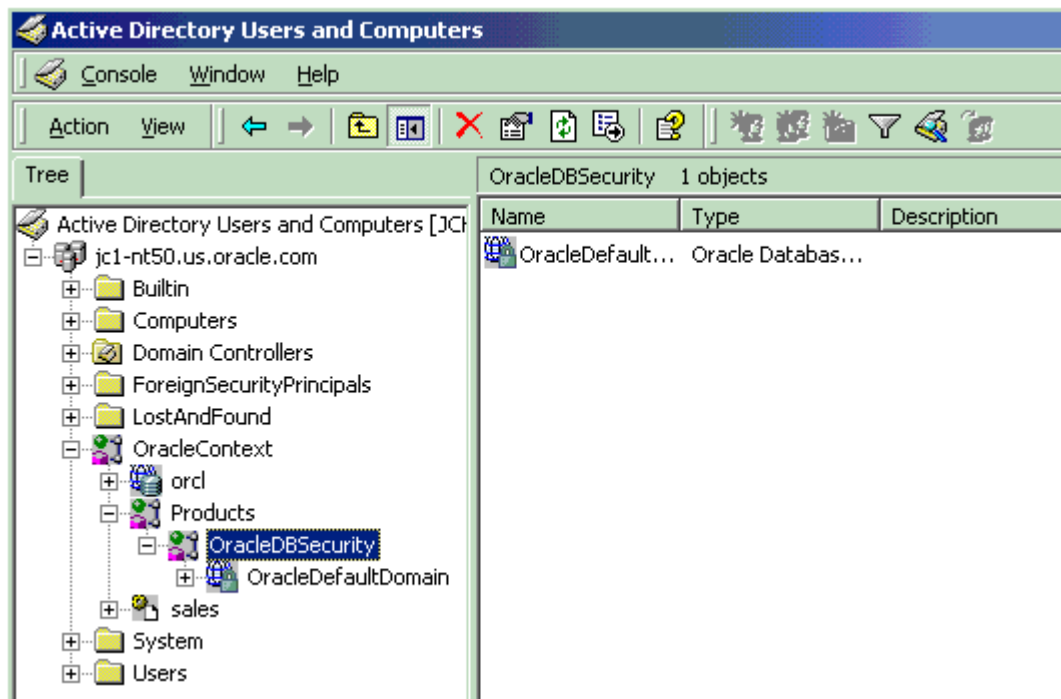 Active Directory Users and Computers
Console Window Help
Action View
Tree
OracleDBSecurity 1 objects
Name Type Description
Active Directory Users and Computers [JCH
jc1-nt50.us.oracle.com
OracleDefault... Oracle Databas...
Builtin
Computers
Domain Controllers
ForeignSecurityPrincipals
LostAndFound
OracleContext
orcl
Products
OracleDBSecurity
OracleDefaultDomain
sales
System
Users